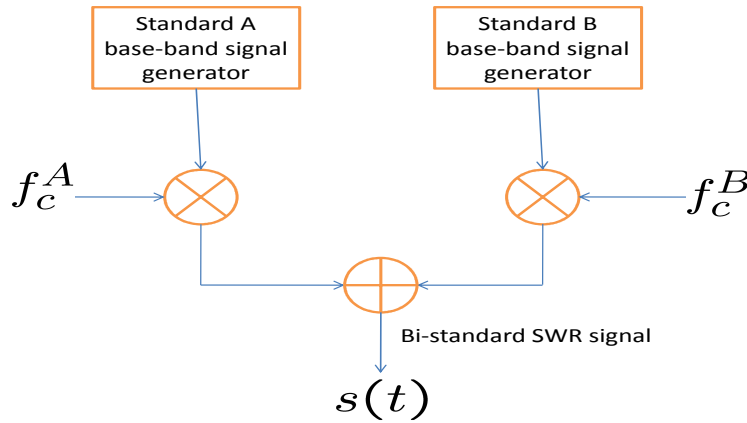 Standard A
base-band signal
generator
Standard B
base-band signal
generator
f_c^A
f_c^B
Bi-standard SWR signal
s(t)